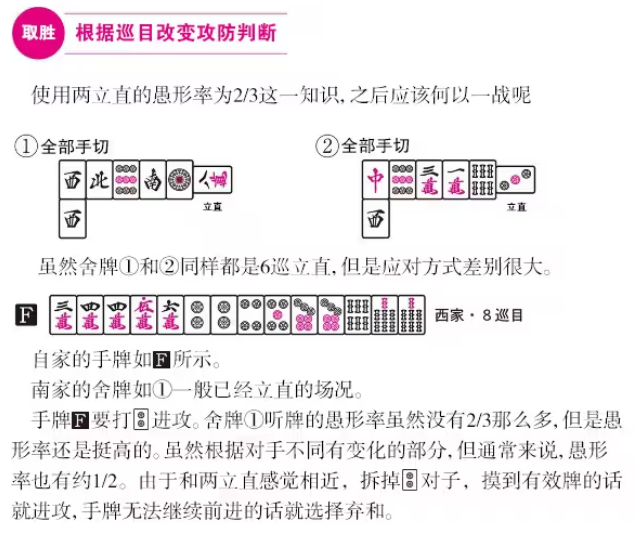 取胜 根据巡目改变攻防判断
使用两立直的愚形率为2/3这一知识，之后应该何以一战呢
①全部手切
西 北 南 八萬
立直
西
②全部手切
中 三萬 一萬
立直
西
虽然舍牌①和②同样都是6巡立直，但是应对方式差别很大。
F 三萬 四萬 四萬 伍萬 六萬 西家・8巡目
自家的手牌如F所示。
南家的舍牌如①一般已经立直的场况。
手牌F要打进攻。舍牌①听牌的愚形率虽然没有2/3那么多，但是愚
形率还是挺高的。虽然根据对手不同有变化的部分，但通常来说，愚形
率也有约1/2。由于和两立直感觉相近，拆掉对子，摸到有效牌的话
就进攻，手牌无法继续前进的话就选择弃和。